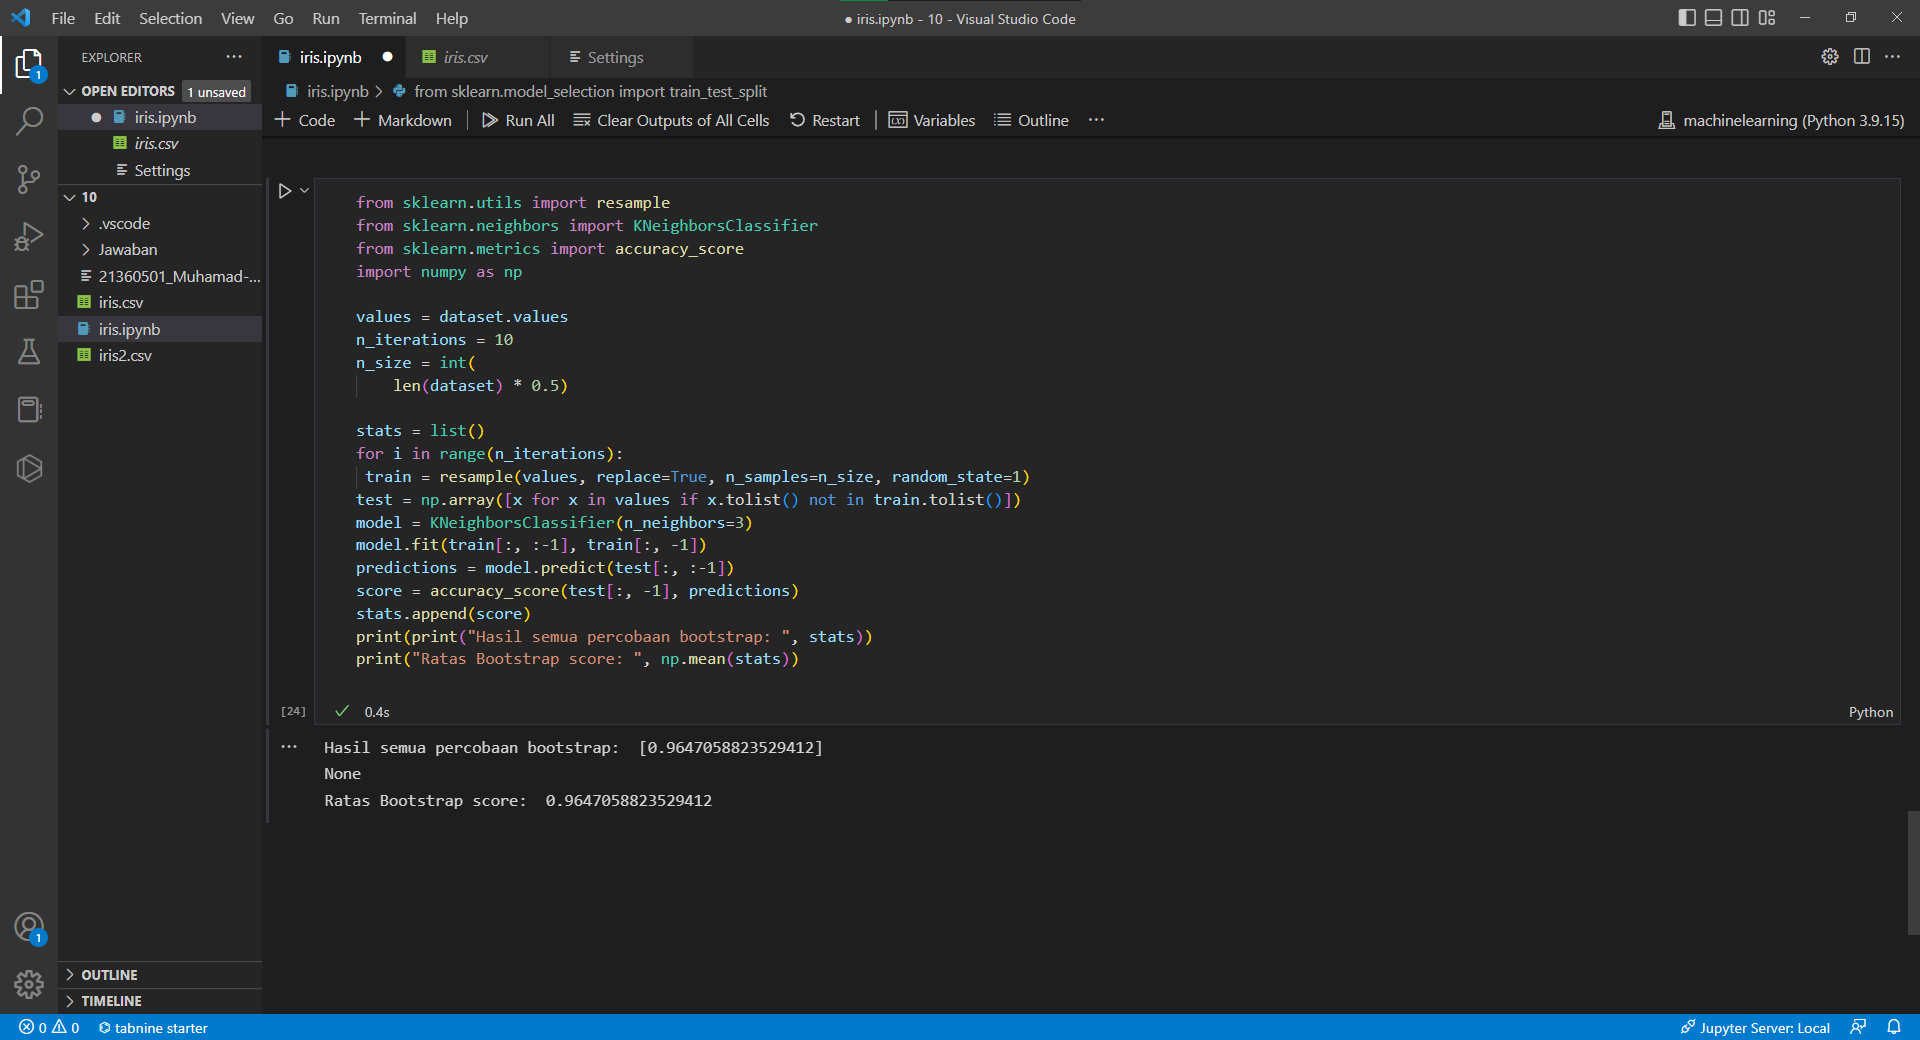 File Edit Selection View Go Run Terminal Help
● iris.ipynb - 10 - Visual Studio Code
EXPLORER
OPEN EDITORS 1 unsaved
iris.ipynb
iris.csv
Settings
10
.vscode
Jawaban
21360501_Muhamad-...
iris.csv
iris.ipynb
iris2.csv
OUTLINE
TIMELINE
1
1
iris.ipynb iris.csv Settings
iris.ipynb > from sklearn.model_selection import train_test_split
+ Code + Markdown Run All Clear Outputs of All Cells Restart Variables Outline ... machinelearning (Python 3.9.15)
from sklearn.utils import resample
from sklearn.neighbors import KNeighborsClassifier
from sklearn.metrics import accuracy_score
import numpy as np
values = dataset.values
n_iterations = 10
n_size = int(
len(dataset) * 0.5)
stats = list()
for i in range(n_iterations):
train = resample(values, replace=True, n_samples=n_size, random_state=1)
test = np.array([x for x in values if x.tolist() not in train.tolist()])
model = KNeighborsClassifier(n_neighbors=3)
model.fit(train[:, :-1], train[:, -1])
predictions = model.predict(test[:, :-1])
score = accuracy_score(test[:, -1], predictions)
stats.append(score)
print(print("Hasil semua percobaan bootstrap: ", stats))
print("Ratas Bootstrap score: ", np.mean(stats))
[24] ✓ 0.4s Python
... Hasil semua percobaan bootstrap:  [0.9647058823529412]
None
Ratas Bootstrap score:  0.9647058823529412
0 0 tabnine starter Jupyter Server: Local